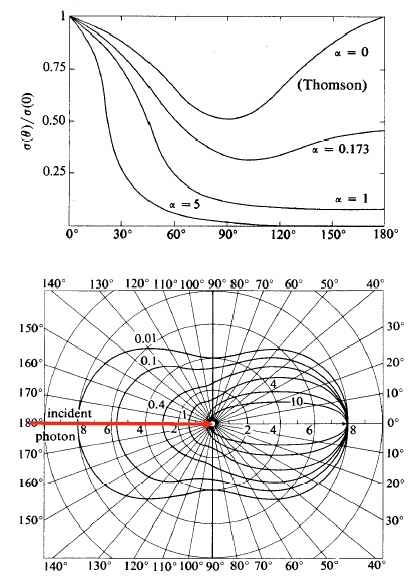 1
α = 0
0.75
(Thomson)
σ(θ)/σ(0)
0.50
α = 0.173
0.25
α = 5
α = 1
0° 30° 60° 90° 120° 150° 180°
140° 130° 120° 110° 100° 90° 80° 70° 60° 50° 40°
150° 30°
0.01
160° 0.1 20°
170° 0.4 4 10°
incident 1 10
180° 8 6 4 2 2 4 6 8 0°
photon
170° 10°
160° 20°
150° 30°
140° 130° 120° 110° 100° 90° 80° 70° 60° 50° 40°